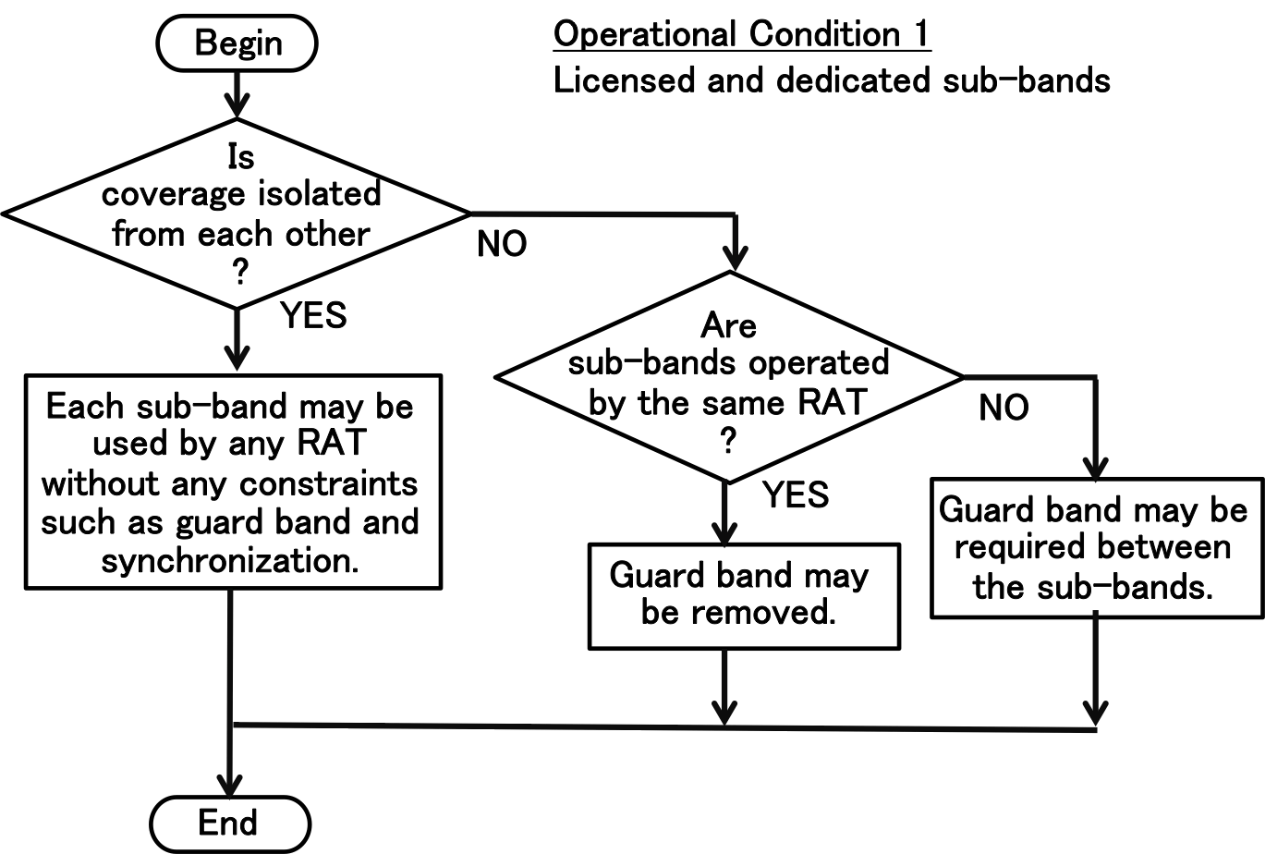 Begin
Operational Condition 1
Licensed and dedicated sub-bands
Is
coverage isolated
from each other
?
NO
YES
Are
sub-bands operated
by the same RAT
?
NO
YES
Each sub-band may be
used by any RAT
without any constraints
such as guard band and
synchronization.
Guard band may
be removed.
Guard band may be
required between
the sub-bands.
End